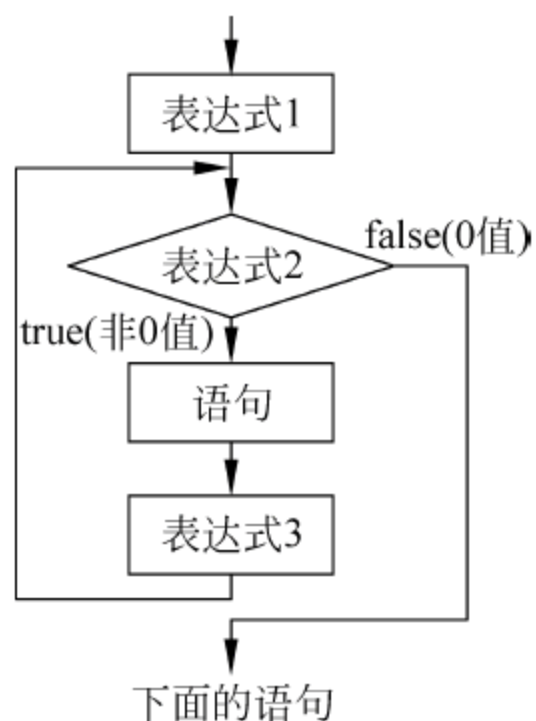 表达式1
false(0值)
表达式2
true(非0值)
语句
表达式3
下面的语句